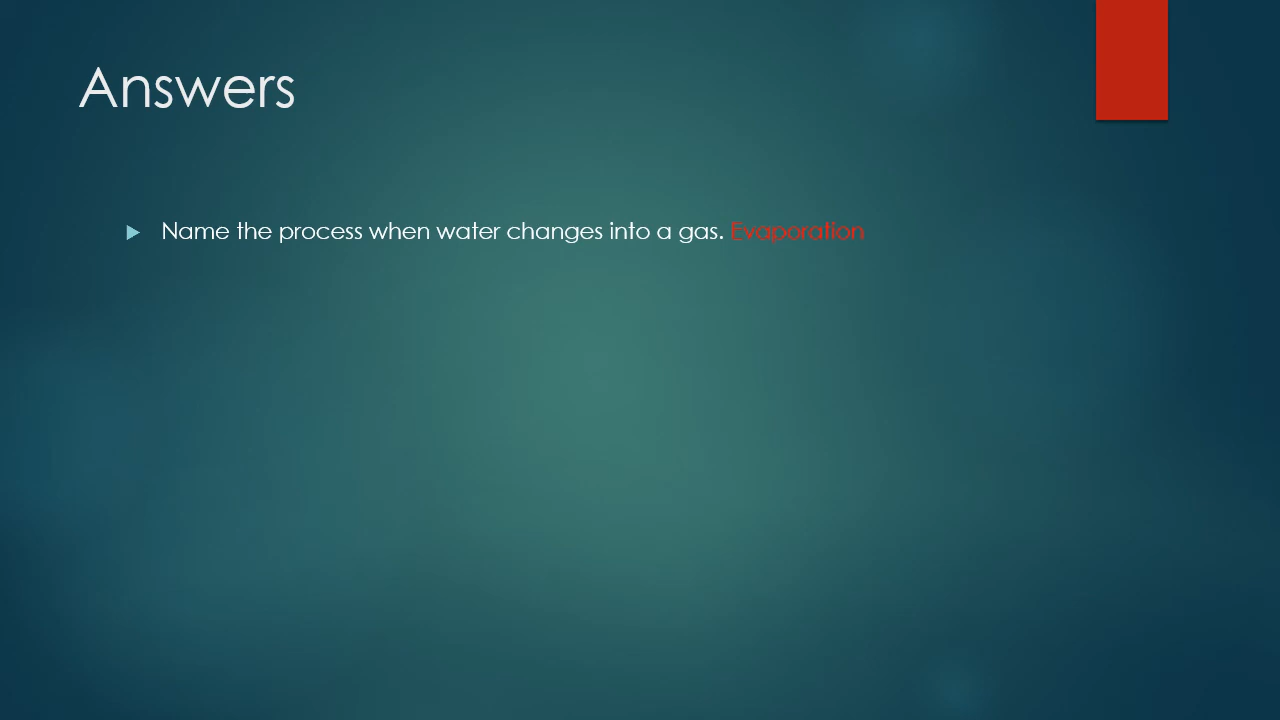 Answers
Name the process when water changes into a gas. Evaporation